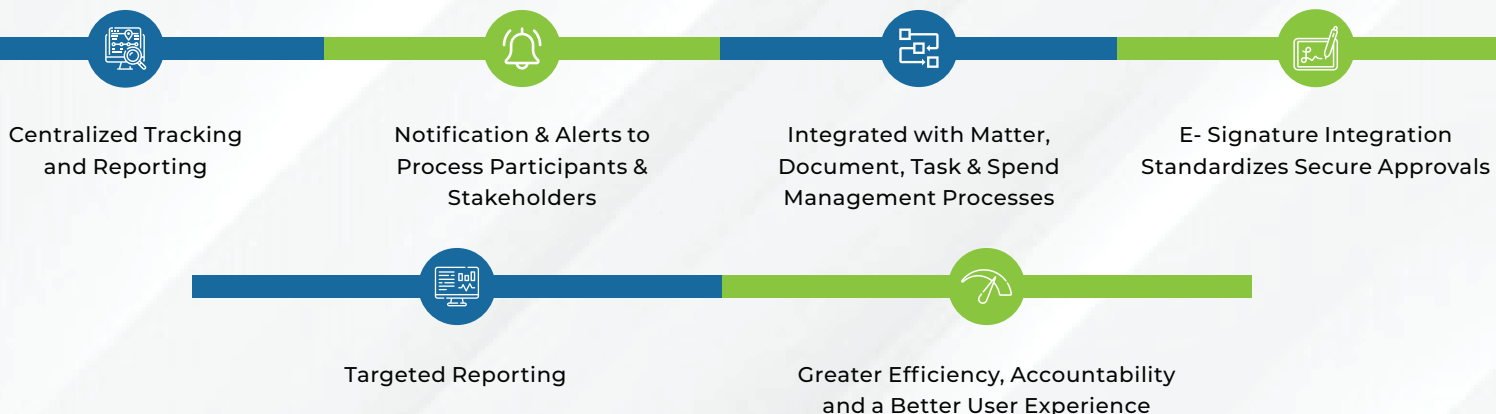 Centralized Tracking
and Reporting
Notification & Alerts to
Process Participants &
Stakeholders
Integrated with Matter,
Document, Task & Spend
Management Processes
E- Signature Integration
Standardizes Secure Approvals
Targeted Reporting
Greater Efficiency, Accountability
and a Better User Experience